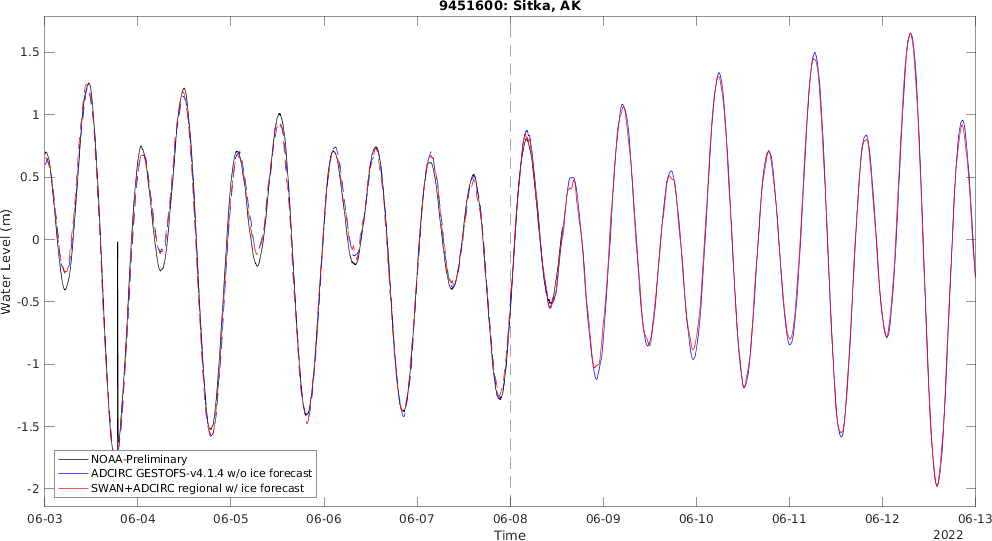 9451600: Sitka, AK
Water Level (m)
1.5
1
0.5
0
-0.5
-1
-1.5
-2
NOAA-Preliminary
ADCIRC GESTOFS-v4.1.4 w/o ice forecast
SWAN+ADCIRC regional w/ ice forecast
06-03 06-04 06-05 06-06 06-07 06-08 06-09 06-10 06-11 06-12 06-13
Time
2022